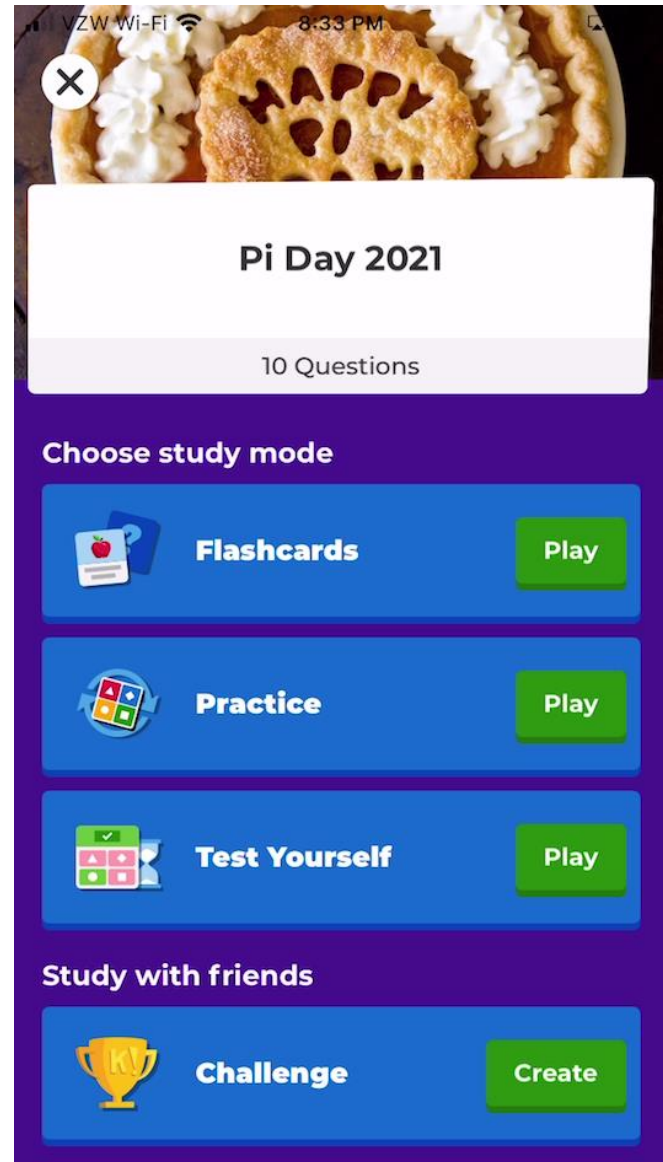 VZW Wi-Fi 8:33 PM
HAPPY
Pi Day 2021
10 Questions
Choose study mode
Flashcards Play
Practice Play
Test Yourself Play
Study with friends
K!
Challenge Create